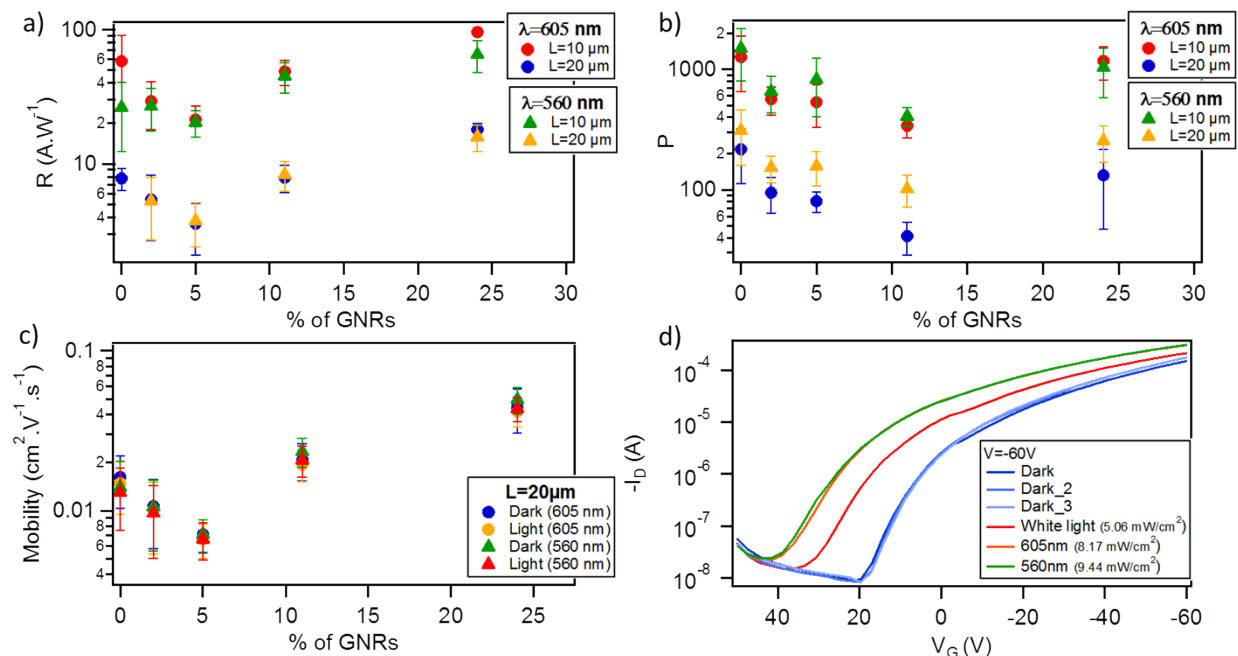 a)
R (A.W⁻¹)
100
6
4
2
10
6
4
0 5 10 15 20 25 30
% of GNRs
λ=605 nm
L=10 µm
L=20 µm
λ=560 nm
L=10 µm
L=20 µm
b)
P
2
1000
6
4
2
100
6
4
0 5 10 15 20 25 30
% of GNRs
λ=605 nm
L=10 µm
L=20 µm
λ=560 nm
L=10 µm
L=20 µm
c)
Mobility (cm².V⁻¹.s⁻¹)
0.1
8
6
4
2
0.01
8
6
4
0 5 10 15 20 25
% of GNRs
L=20µm
Dark (605 nm)
Light (605 nm)
Dark (560 nm)
Light (560 nm)
d)
-I_D (A)
10⁻⁴
10⁻⁵
10⁻⁶
10⁻⁷
10⁻⁸
40 20 0 -20 -40 -60
V_G (V)
V=-60V
Dark
Dark_2
Dark_3
White light (5.06 mW/cm²)
605nm (8.17 mW/cm²)
560nm (9.44 mW/cm²)